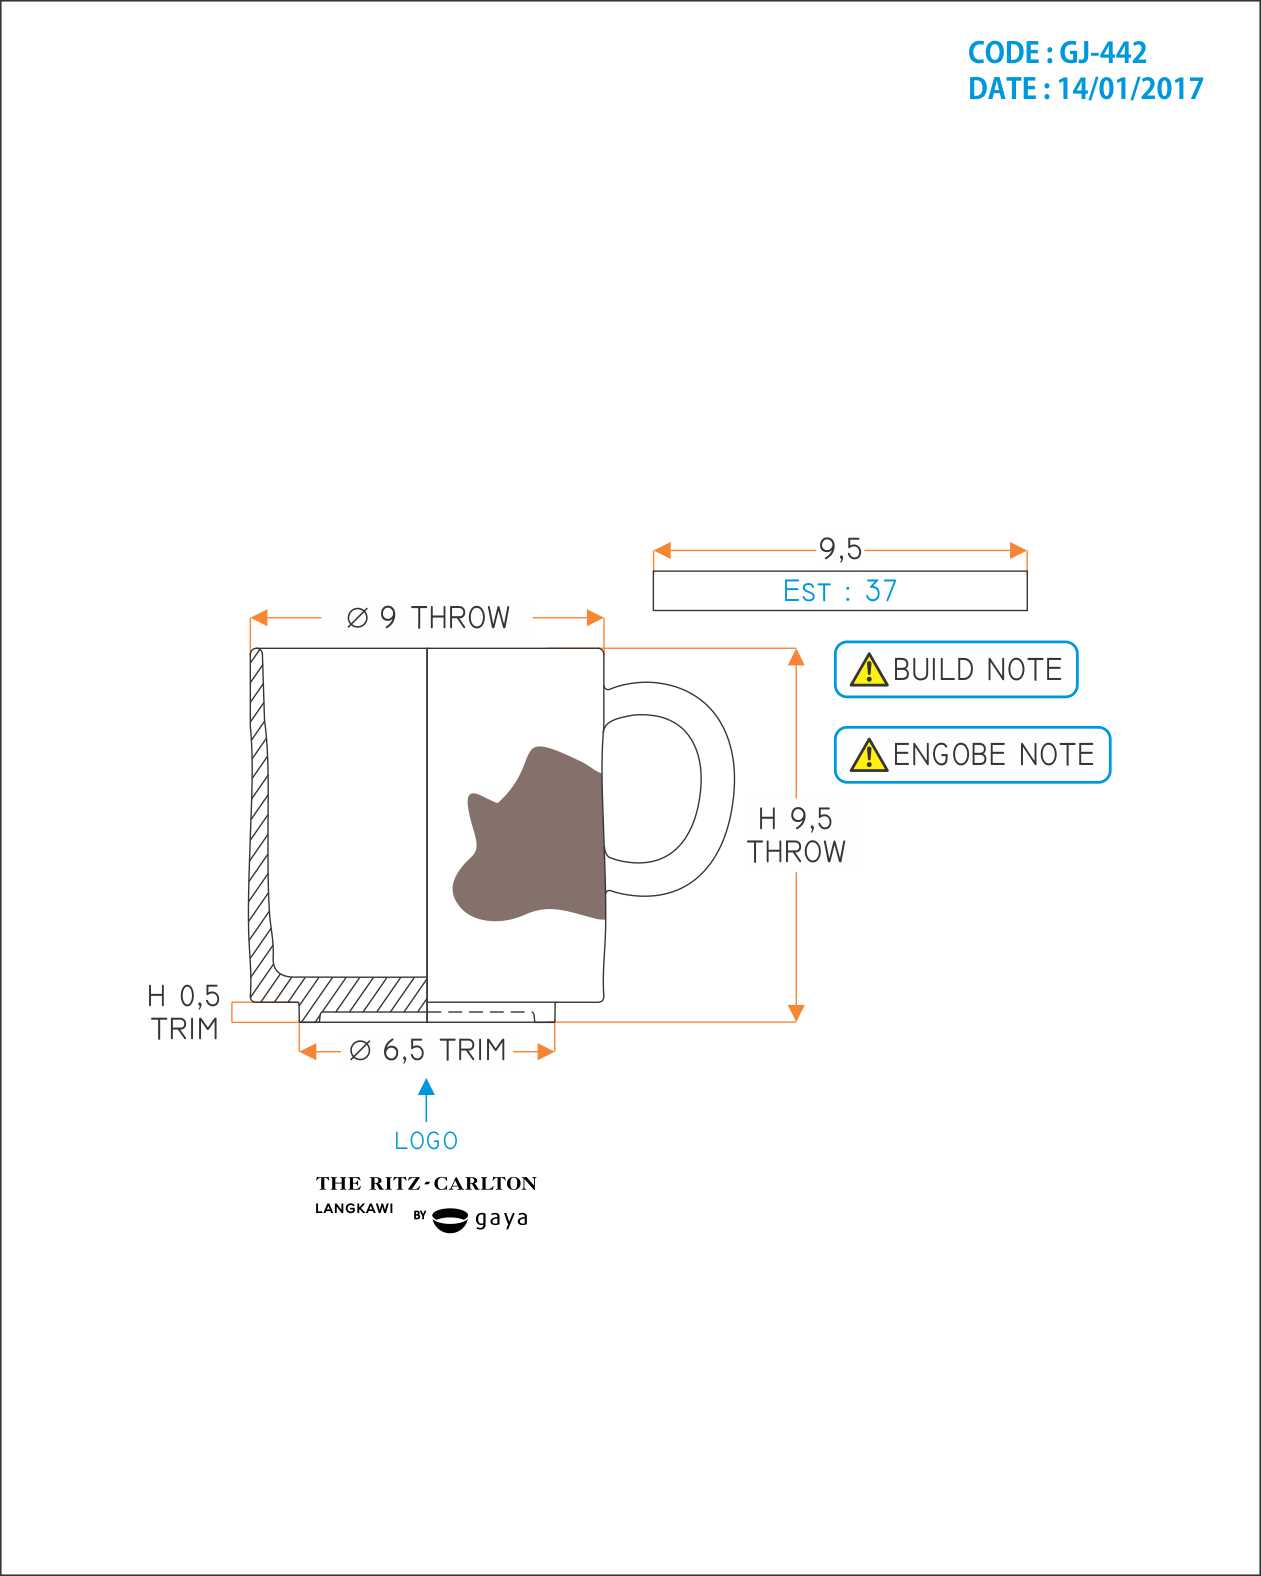 CODE : GJ-442
DATE : 14/01/2017
9,5
EST : 37
⌀ 9 THROW
BUILD NOTE
ENGOBE NOTE
H 9,5
THROW
H 0,5
TRIM
⌀ 6,5 TRIM
LOGO
THE RITZ-CARLTON
LANGKAWI
BY gaya